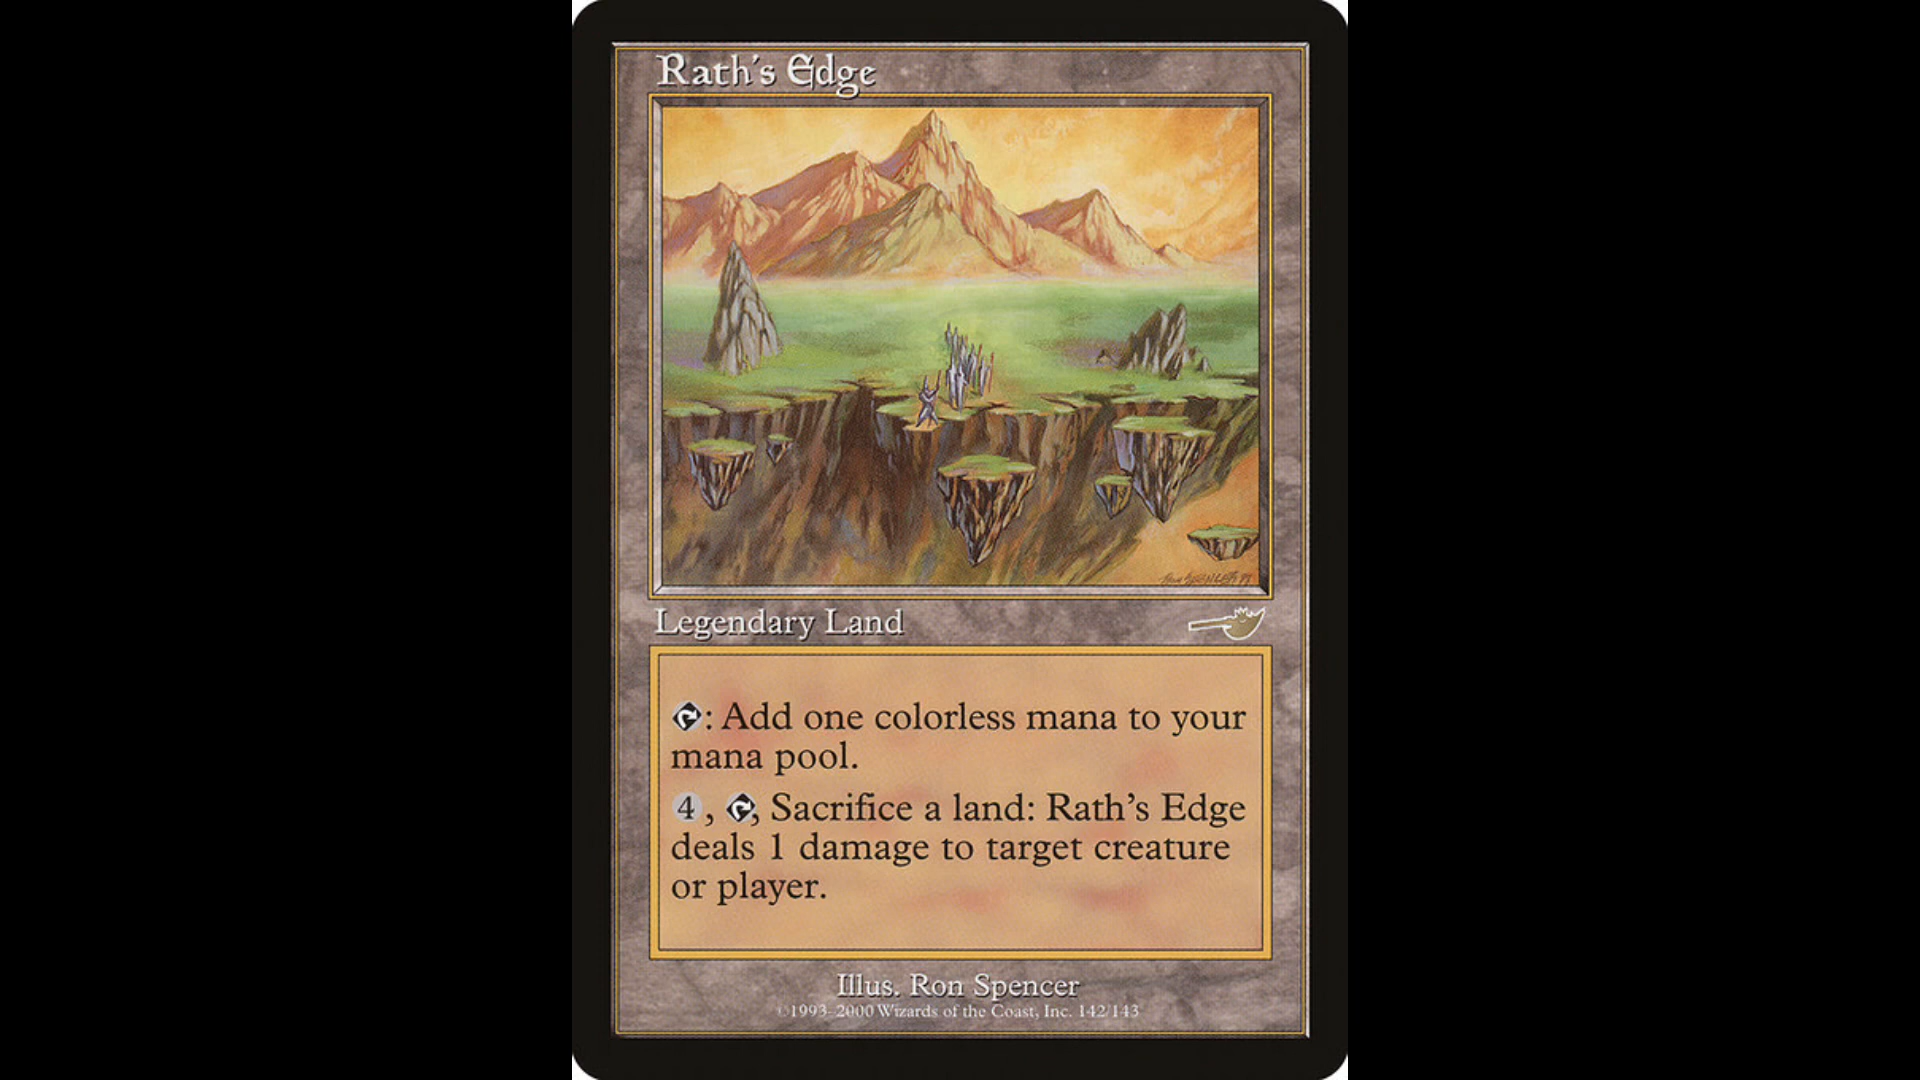 Rath's Edge
Legendary Land
: Add one colorless mana to your
mana pool.
4, , Sacrifice a land: Rath's Edge
deals 1 damage to target creature
or player.
Illus. Ron Spencer
©1993–2000 Wizards of the Coast, Inc. 142/143